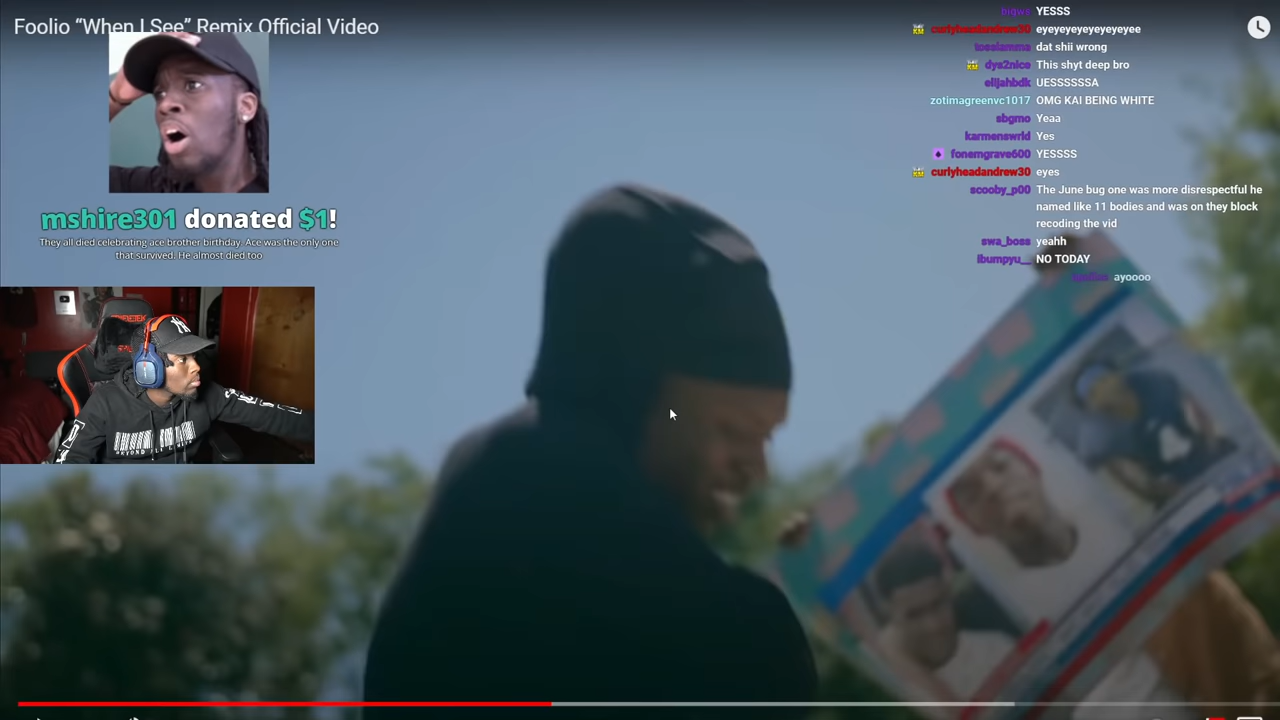 Foolio “When I See” Remix Official Video
mshire301 donated $1!
They all died celebrating ace brother birthday. Ace was the only one
that survived. He almost died too
YESSS
curlyheadandrew30 eyeyeyeyeyeyeyeyee
dat shii wrong
dys2nice This shyt deep bro
elijahbdk UESSSSSSA
zotimagreenvc1017 OMG KAI BEING WHITE
sbgmo Yeaa
karmenswrld Yes
fonemgrave600 YESSSS
curlyheadandrew30 eyes
scooby_p00 The June bug one was more disrespectful he
named like 11 bodies and was on they block
recoding the vid
swa_boss yeahh
ibumpyu__ NO TODAY
ayoooo